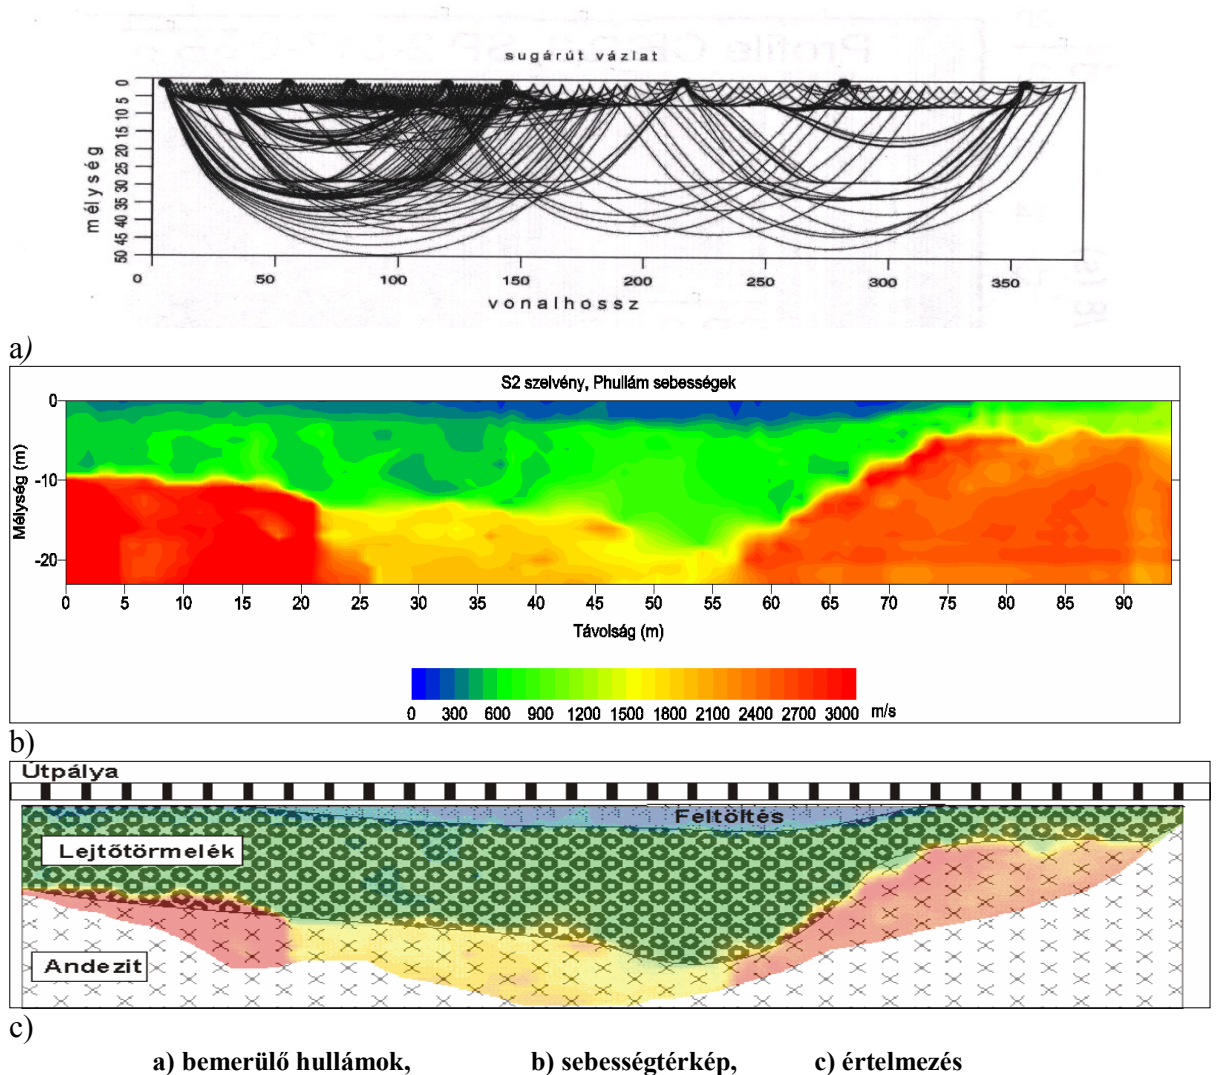 sugárút vázlat
mélység
0
10 5
15
20
25
30
35
40
50 45
0 50 100 150 200 250 300 350
vonalhossz
a)
S2 szelvény, Phullám sebességek
Mélység (m)
0
-10
-20
0 5 10 15 20 25 30 35 40 45 50 55 60 65 70 75 80 85 90
Távolság (m)
0 300 600 900 1200 1500 1800 2100 2400 2700 3000 m/s
b)
Útpálya
Feltöltés
Lejtőtörmelék
Andezit
c)
a) bemerülő hullámok, b) sebességtérkép, c) értelmezés